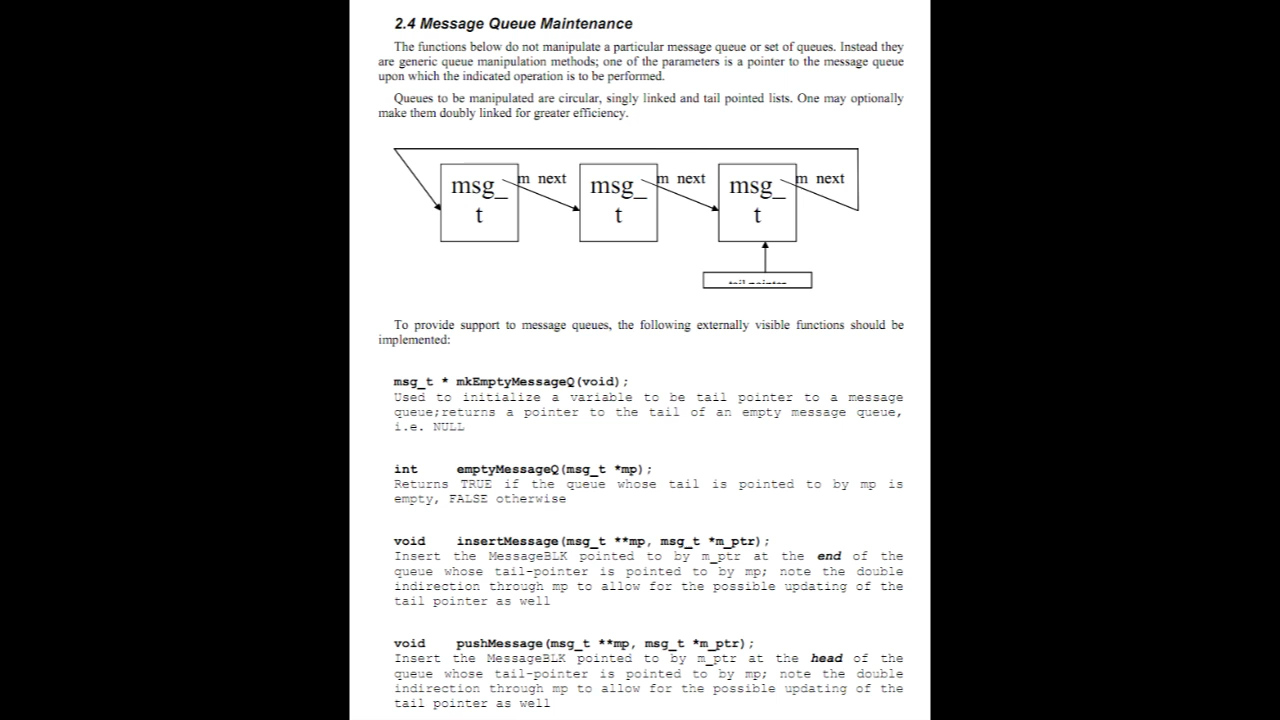 2.4 Message Queue Maintenance
The functions below do not manipulate a particular message queue or set of queues. Instead they
are generic queue manipulation methods; one of the parameters is a pointer to the message queue
upon which the indicated operation is to be performed.
Queues to be manipulated are circular, singly linked and tail pointed lists. One may optionally
make them doubly linked for greater efficiency.
msg_
t
m next
msg_
t
m next
msg_
t
m next
tail pointer
To provide support to message queues, the following externally visible functions should be
implemented:
msg_t * mkEmptyMessageQ(void);
Used to initialize a variable to be tail pointer to a message
queue;returns a pointer to the tail of an empty message queue,
i.e. NULL
int emptyMessageQ(msg_t *mp);
Returns TRUE if the queue whose tail is pointed to by mp is
empty, FALSE otherwise
void insertMessage(msg_t **mp, msg_t *m_ptr);
Insert the MessageBLK pointed to by m_ptr at the end of the
queue whose tail-pointer is pointed to by mp; note the double
indirection through mp to allow for the possible updating of the
tail pointer as well
void pushMessage(msg_t **mp, msg_t *m_ptr);
Insert the MessageBLK pointed to by m_ptr at the head of the
queue whose tail-pointer is pointed to by mp; note the double
indirection through mp to allow for the possible updating of the
tail pointer as well